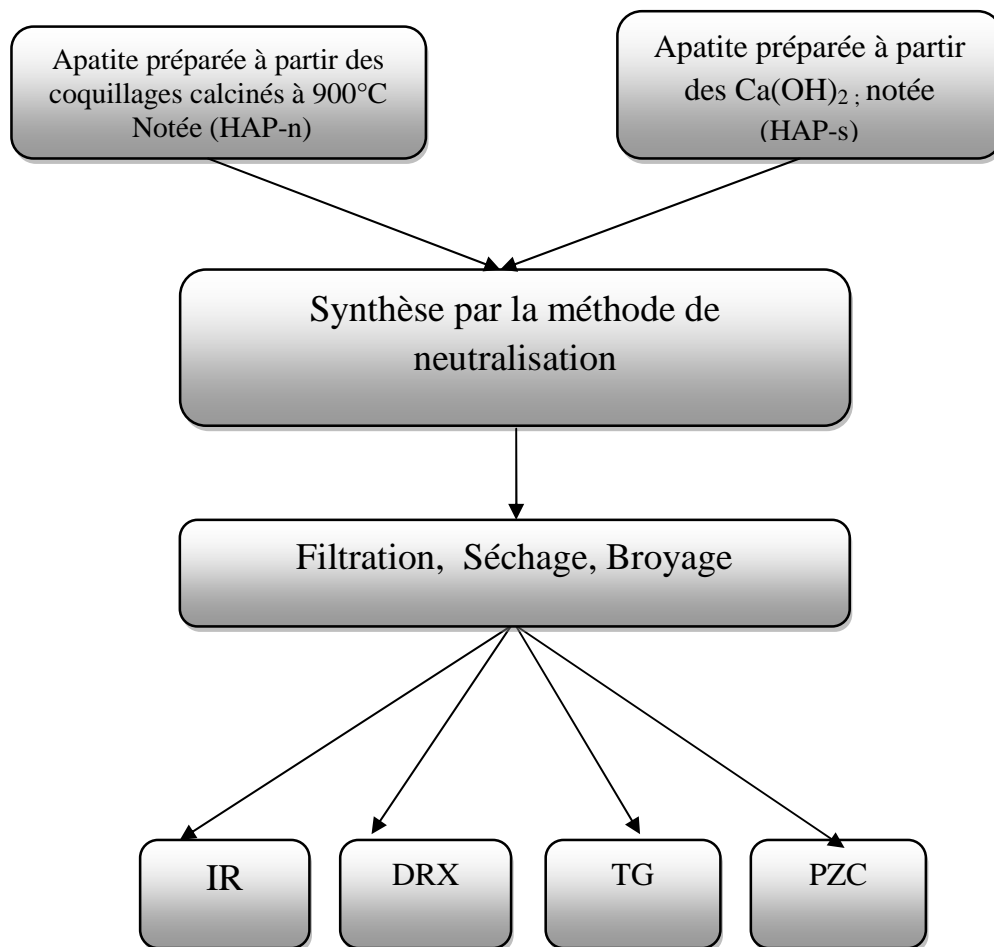 Apatite préparée à partir des
coquillages calcinés à 900°C
Notée (HAP-n)
Apatite préparée à partir
des Ca(OH)₂ ; notée
(HAP-s)
Synthèse par la méthode de
neutralisation
Filtration, Séchage, Broyage
IR
DRX
TG
PZC